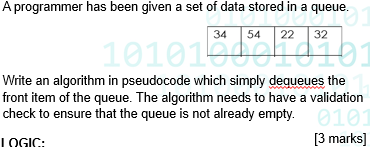 A programmer has been given a set of data stored in a queue.
34 54 22 32
Write an algorithm in pseudocode which simply dequeues the
front item of the queue. The algorithm needs to have a validation
check to ensure that the queue is not already empty.
[3 marks]
LOGIC: